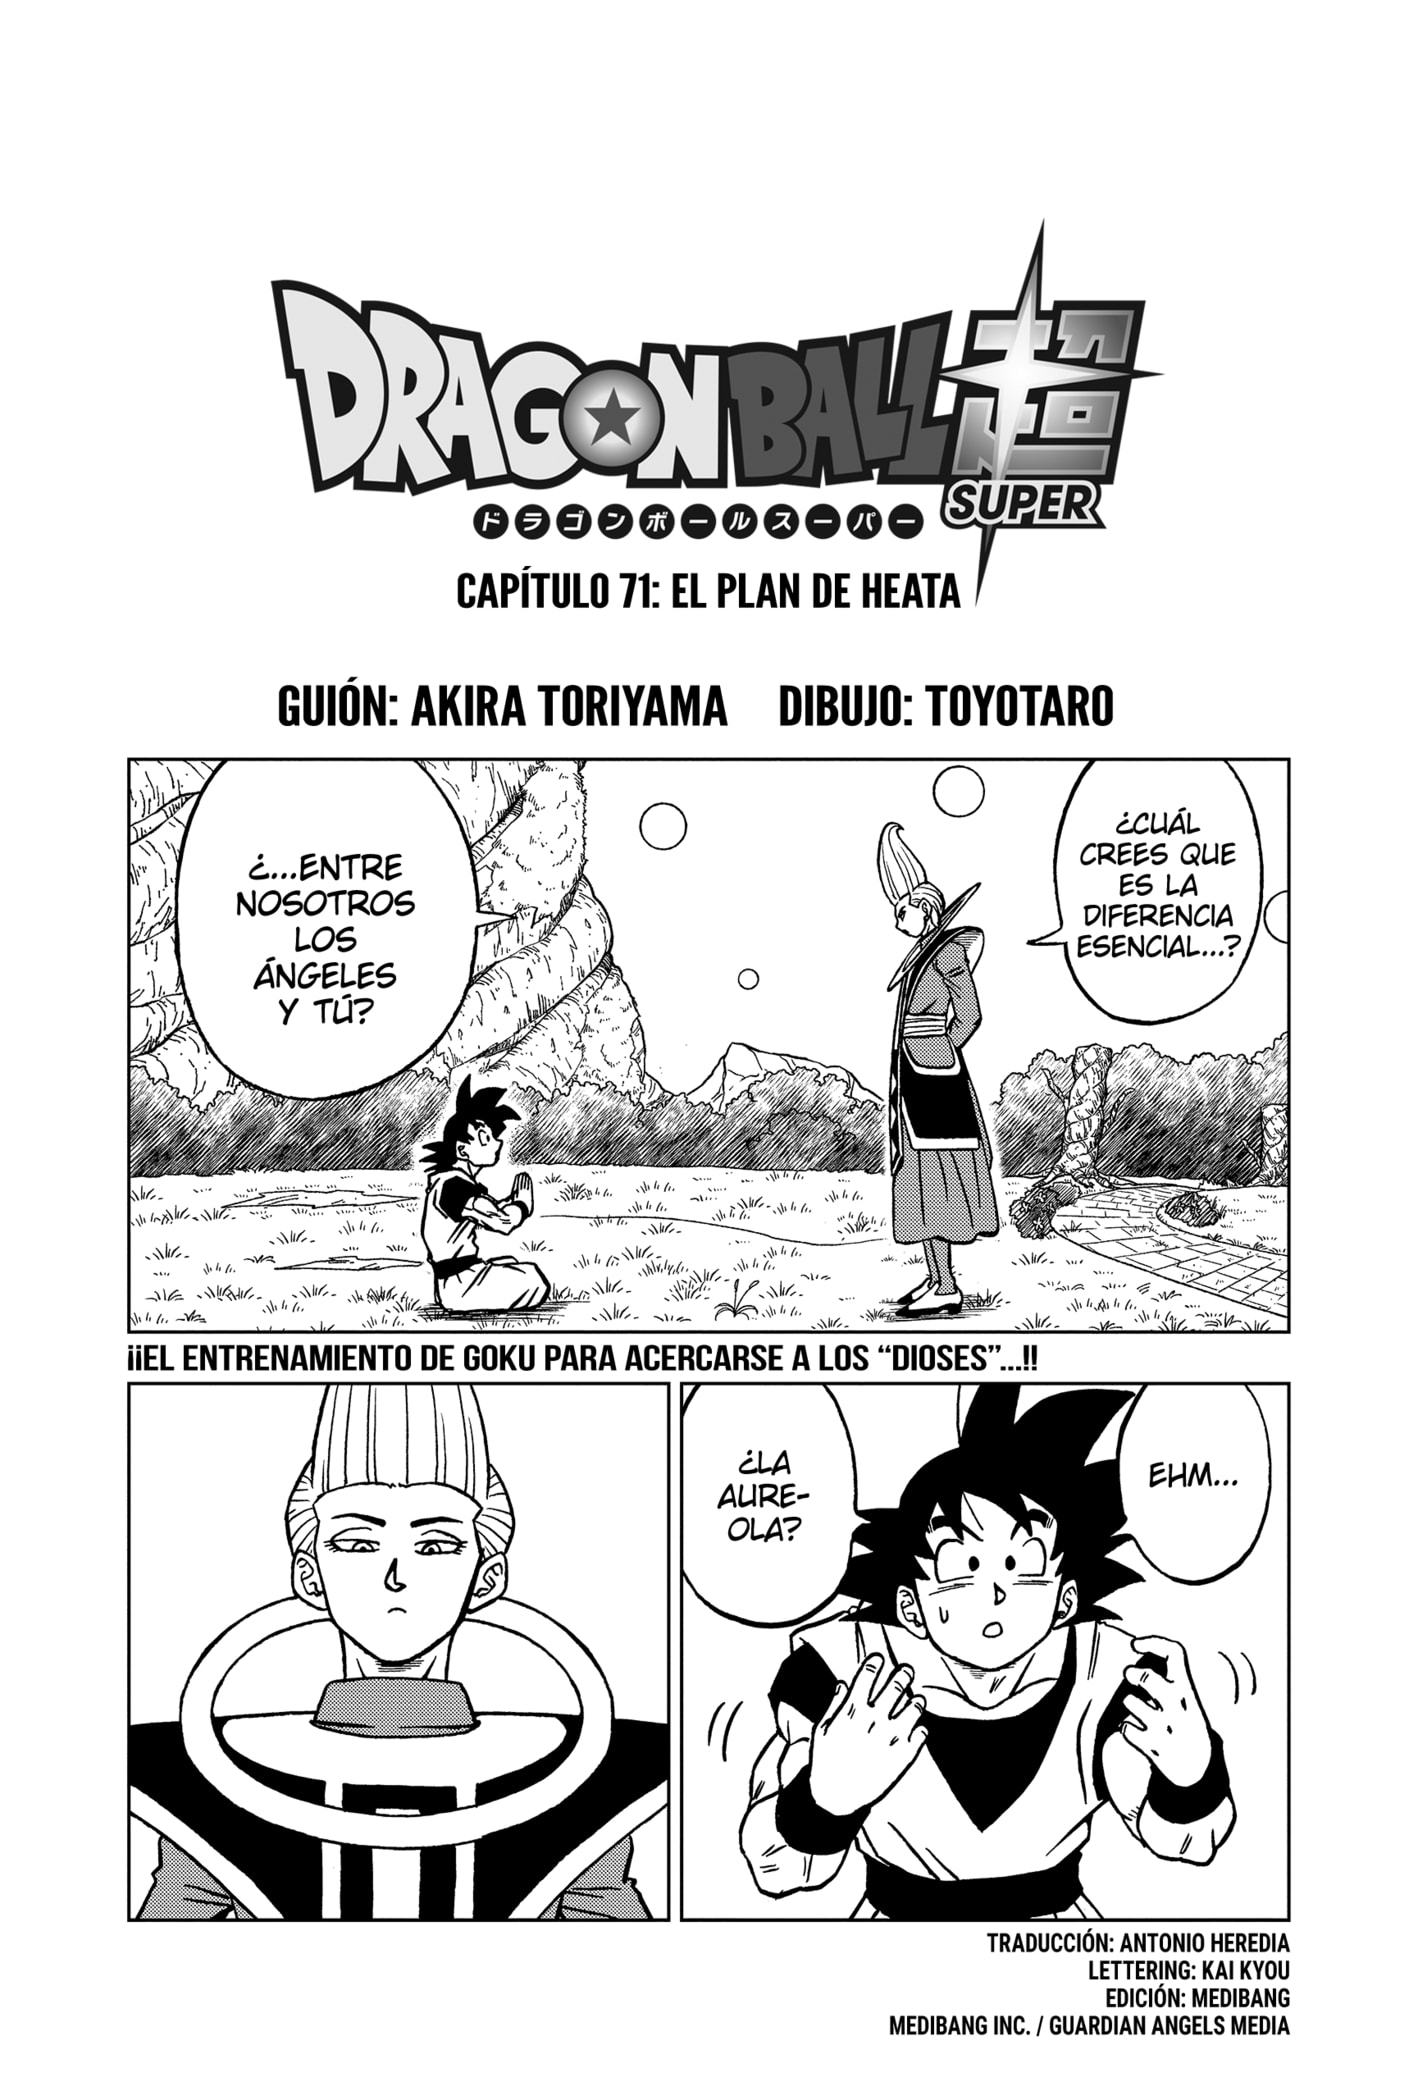 DRAGON BALL 超
SUPER
ドラゴンボールスーパー
CAPÍTULO 71: EL PLAN DE HEATA
GUIÓN: AKIRA TORIYAMA DIBUJO: TOYOTARO
¿CUÁL
CREES QUE
ES LA
DIFERENCIA
ESENCIAL...?
¿...ENTRE
NOSOTROS
LOS
ÁNGELES
Y TÚ?
¡¡EL ENTRENAMIENTO DE GOKU PARA ACERCARSE A LOS “DIOSES”...!!
EHM...
¿LA
AURE-
OLA?
TRADUCCIÓN: ANTONIO HEREDIA
LETTERING: KAI KYOU
EDICIÓN: MEDIBANG
MEDIBANG INC. / GUARDIAN ANGELS MEDIA